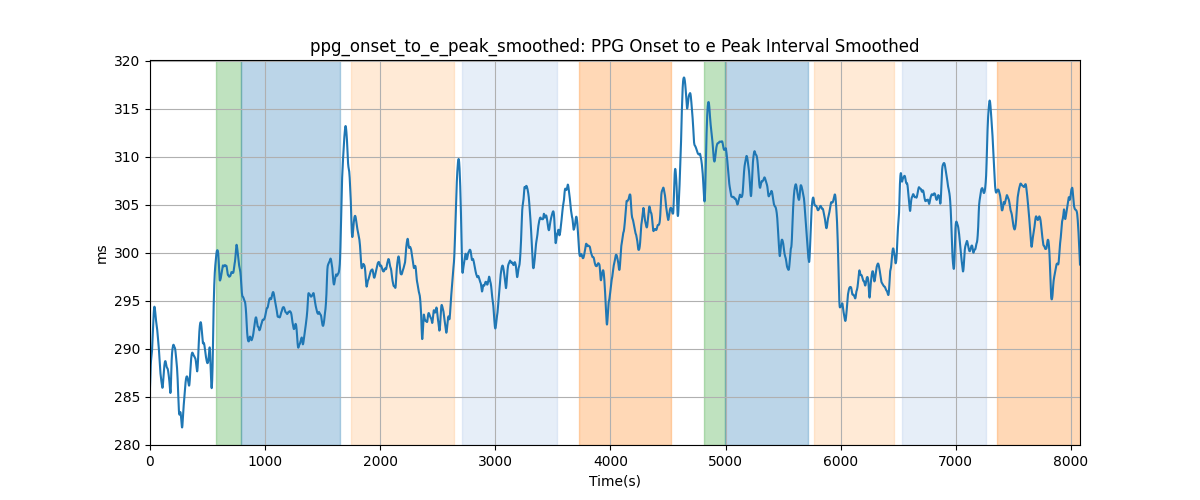 ppg_onset_to_e_peak_smoothed: PPG Onset to e Peak Interval Smoothed
320
315
310
305
300
295
290
285
280
ms
0 1000 2000 3000 4000 5000 6000 7000 8000
Time(s)